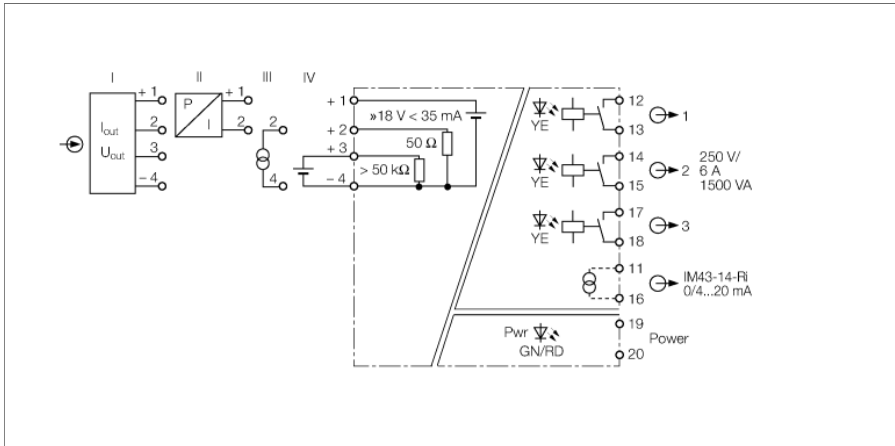 I II III IV
+ 1
I out
2
U out
3
– 4
P
I
+ 1
2
2
4
+ 1
»18 V < 35 mA
+ 2
50 Ω
+ 3
> 50 kΩ
– 4
YE
12
13
1
YE
14
15
2
250 V/
6 A
1500 VA
YE
17
18
3
11
16
IM43-14-Ri
0/4...20 mA
Pwr
GN/RD
19
20
Power